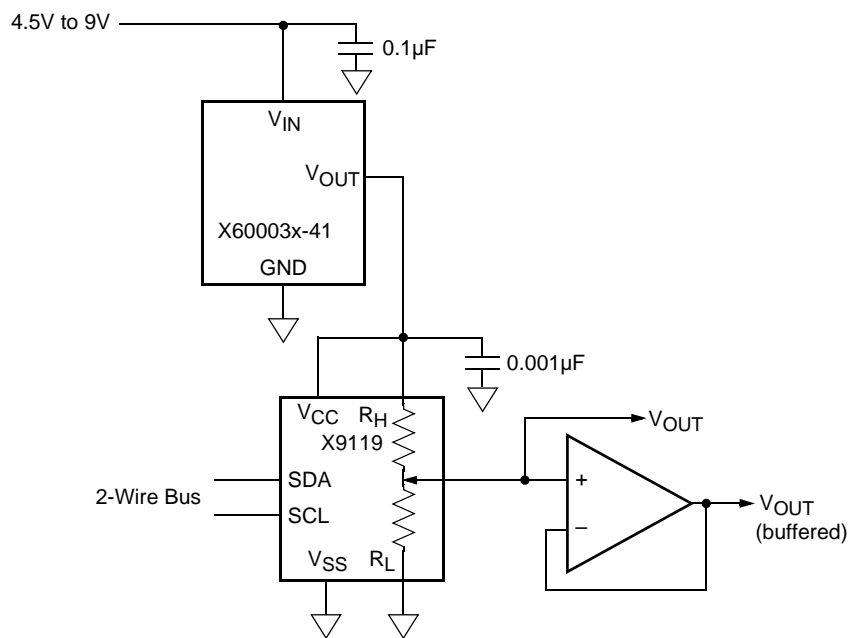 4.5V to 9V
0.1µF
VIN
VOUT
X60003x-41
GND
0.001µF
VCC
RH
X9119
VOUT
SDA
2-Wire Bus
SCL
+
–
VOUT
(buffered)
VSS
RL